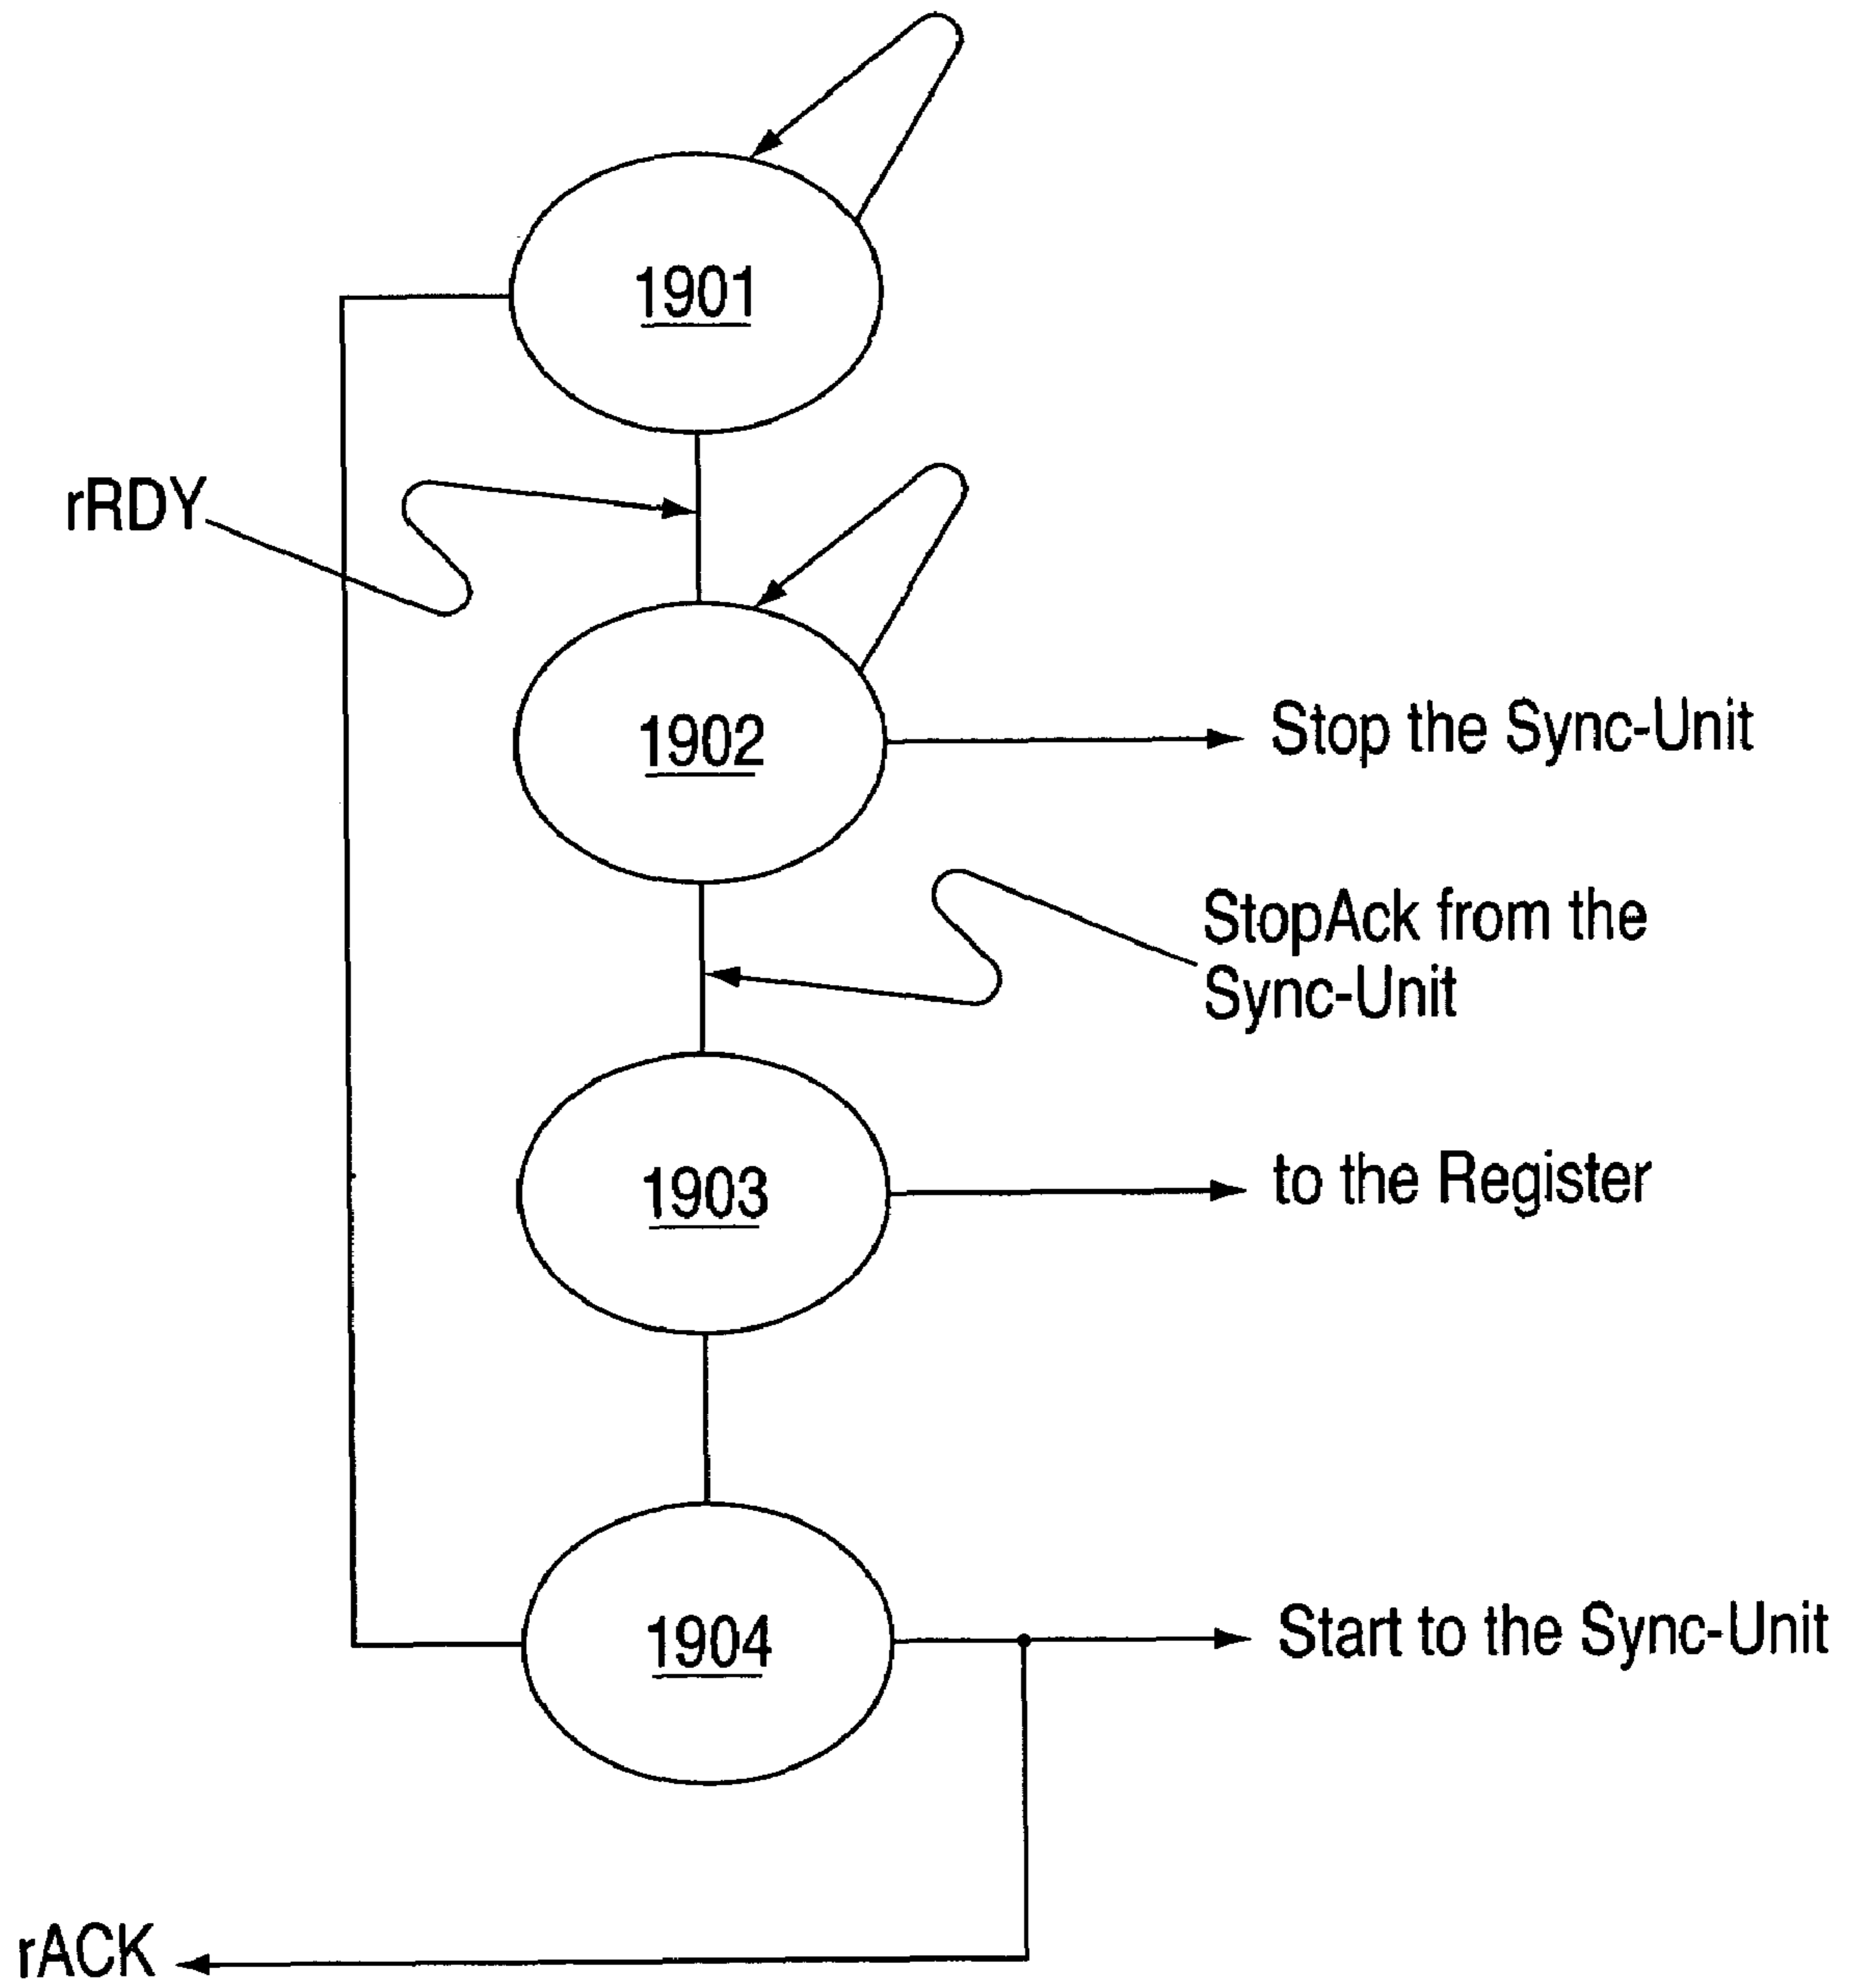 1901
rRDY
1902
Stop the Sync-Unit
StopAck from the
Sync-Unit
1903
to the Register
1904
Start to the Sync-Unit
rACK